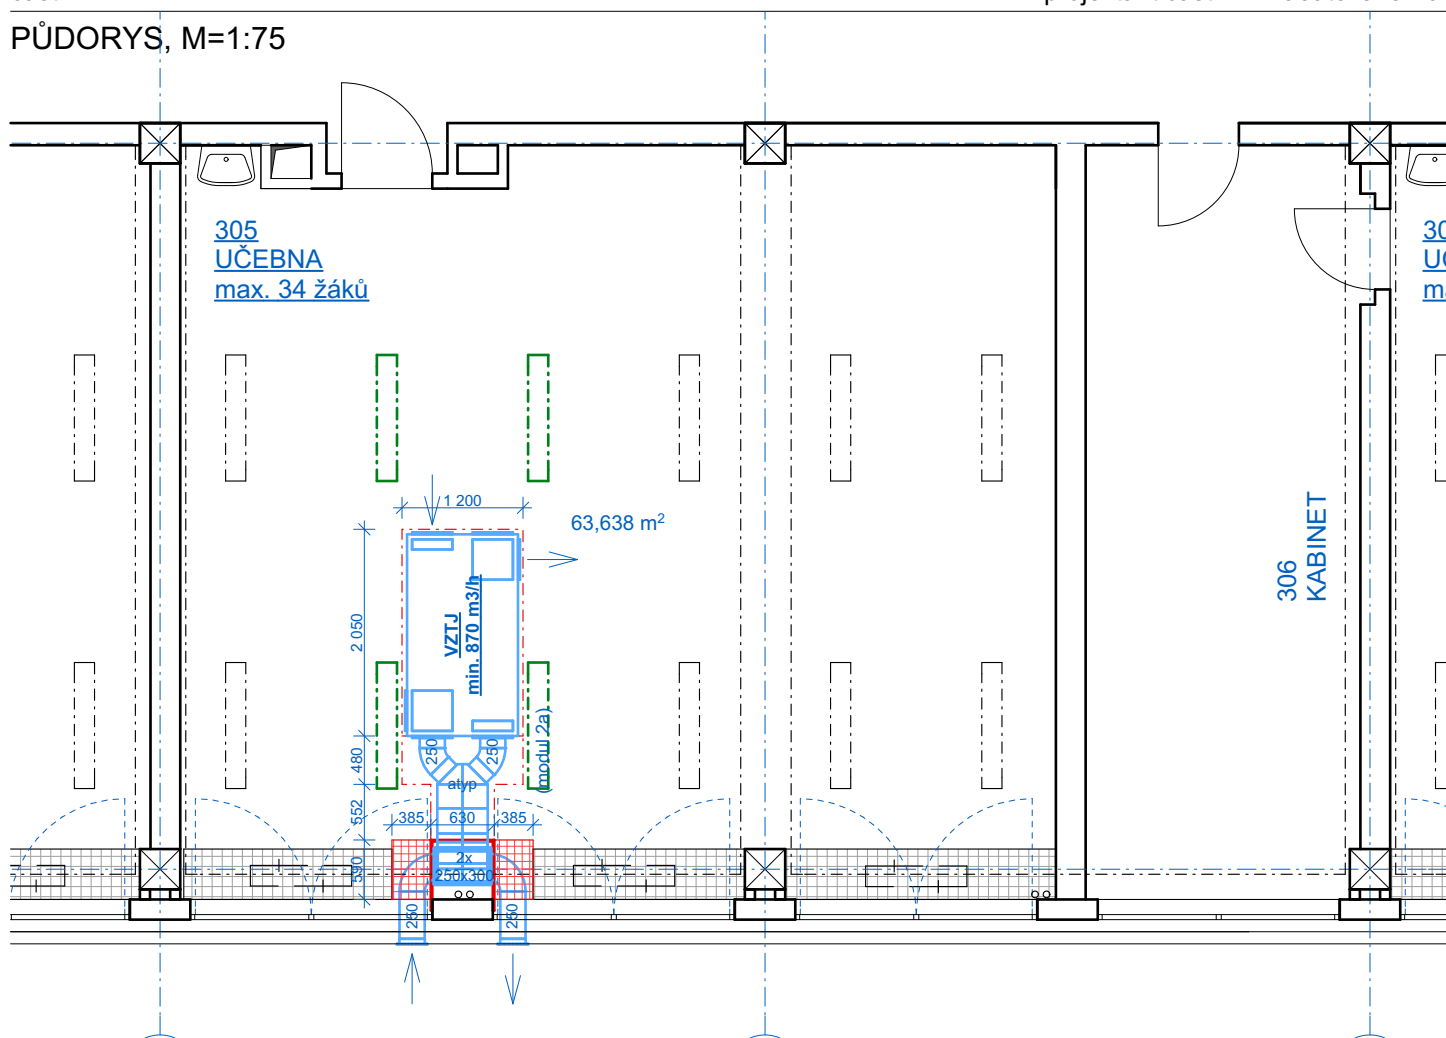 PŮDORYS, M=1:75
305
UČEBNA
max. 34 žáků
1 200
63,638 m²
2 050
VZTJ
min. 870 m3/h
306
KABINET
480
250
250
(modul 2a)
atyp
552
385
630
385
590
2x
250x300
250
250